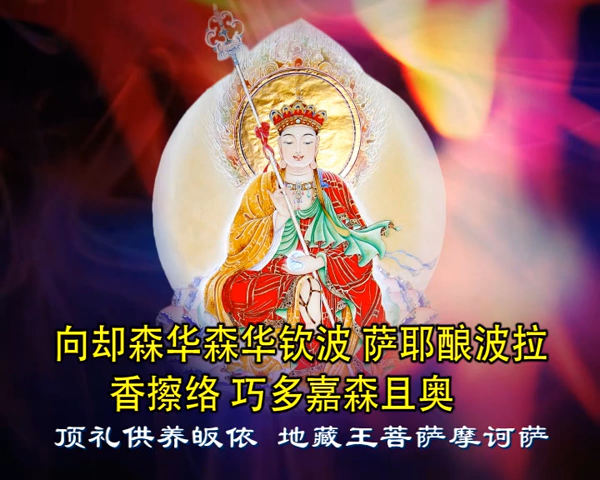 向却森华森华钦波 萨耶酿波拉
香擦络 巧多嘉森且奥
顶礼供养皈依 地藏王菩萨摩诃萨